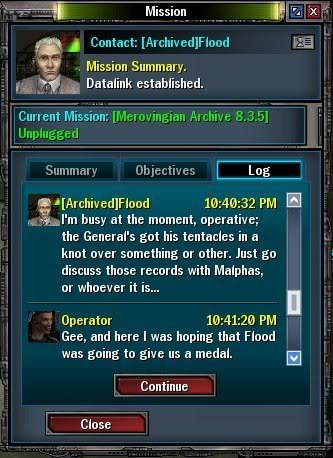 Mission
Contact: [Archived]Flood
Mission Summary.
Datalink established.
Current Mission: [Merovingian Archive 8.3.5]
Unplugged
Summary
Objectives
Log
[Archived]Flood 10:40:32 PM
I'm busy at the moment, operative;
the General's got his tentacles in a
knot over something or other. Just go
discuss those records with Malphas,
or whoever it is...
Operator 10:41:20 PM
Gee, and here I was hoping that Flood
was going to give us a medal.
Continue
Close